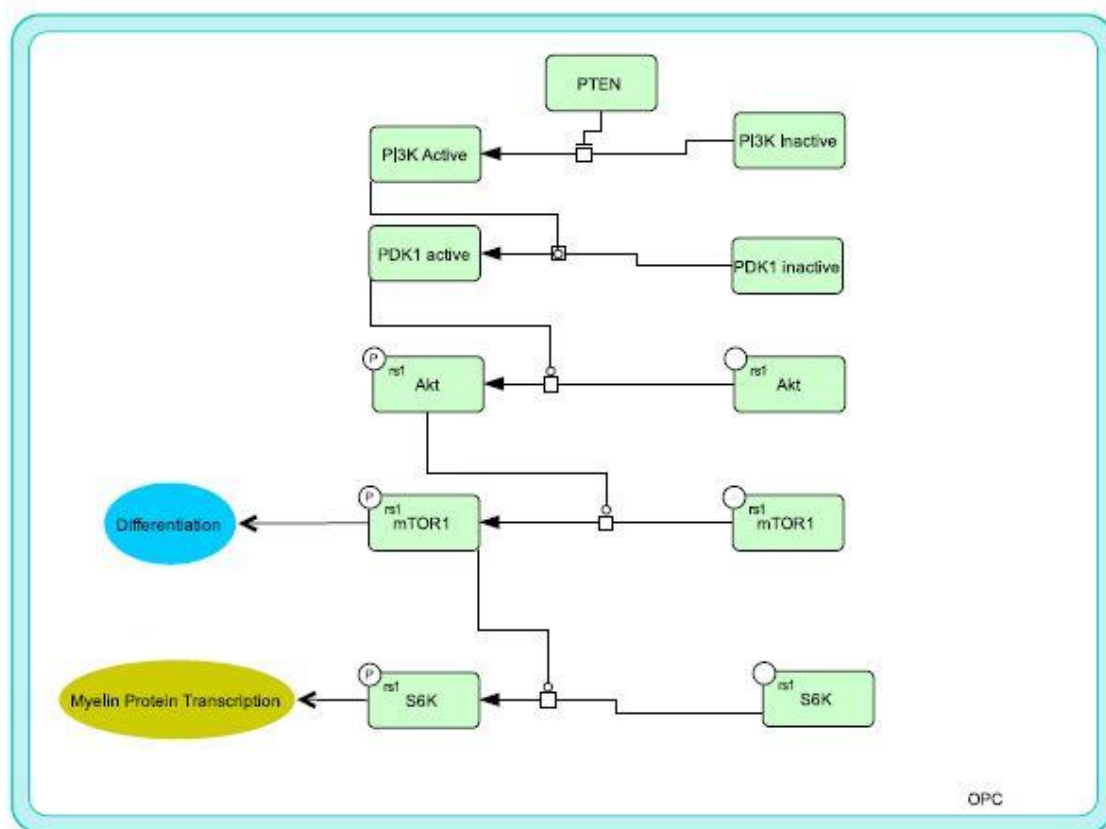 PTEN
PI3K Active
PI3K Inactive
PDK1 active
PDK1 inactive
P
rs1
Akt
rs1
Akt
P
rs1
mTOR1
rs1
mTOR1
Differentiation
P
rs1
S6K
rs1
S6K
Myelin Protein Transcription
OPC